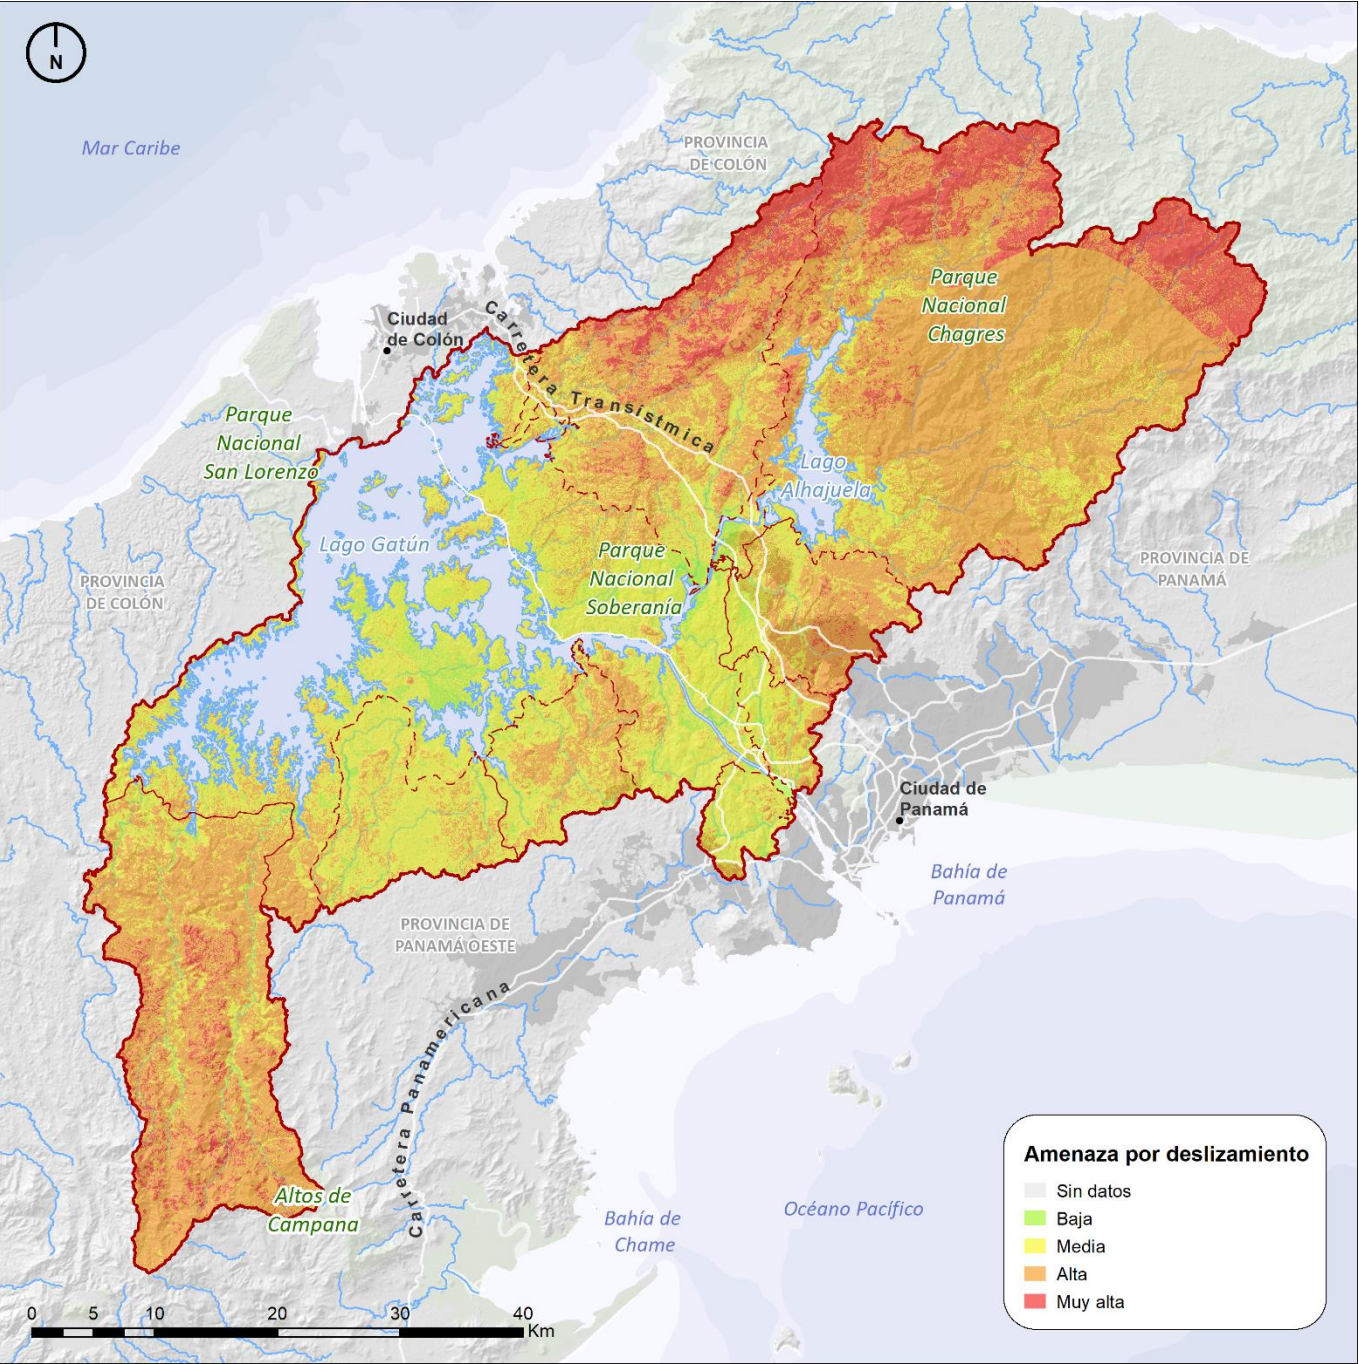 N
Mar Caribe
PROVINCIA
DE COLÓN
Parque
Nacional
Chagres
Ciudad
de Colón
Carretera Transístmica
Parque
Nacional
San Lorenzo
Lago
Alhajuela
Lago Gatún
Parque
Nacional
Soberanía
PROVINCIA
DE COLÓN
PROVINCIA DE
PANAMÁ
Ciudad de
Panamá
Bahía de
Panamá
PROVINCIA DE
PANAMÁ OESTE
Carretera Panamericana
Altos de
Campana
Bahía de
Chame
Océano Pacífico
Amenaza por deslizamiento
Sin datos
Baja
Media
Alta
Muy alta
0 5 10 20 30 40
Km